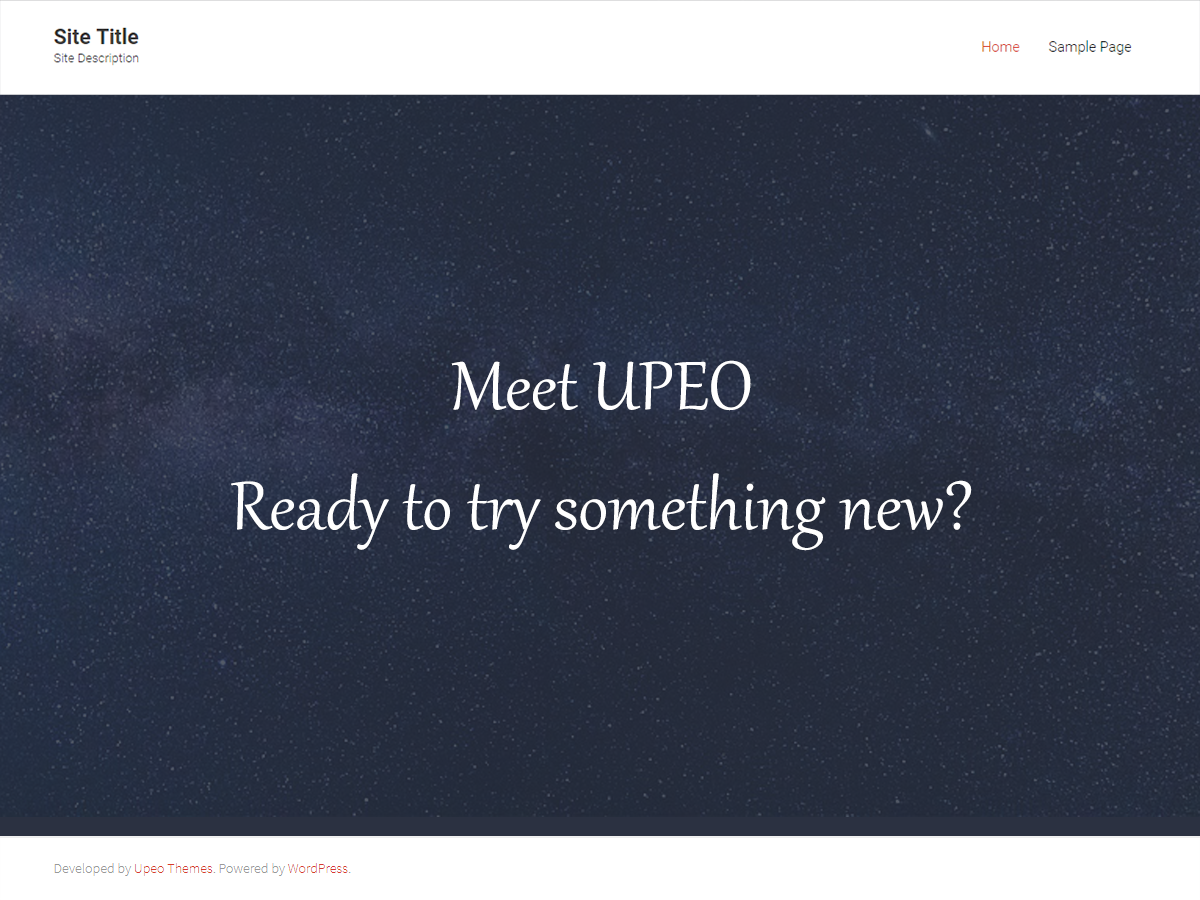 Site Title
Site Description
Home Sample Page
Meet UPEO
Ready to try something new?
Developed by Upeo Themes. Powered by WordPress.